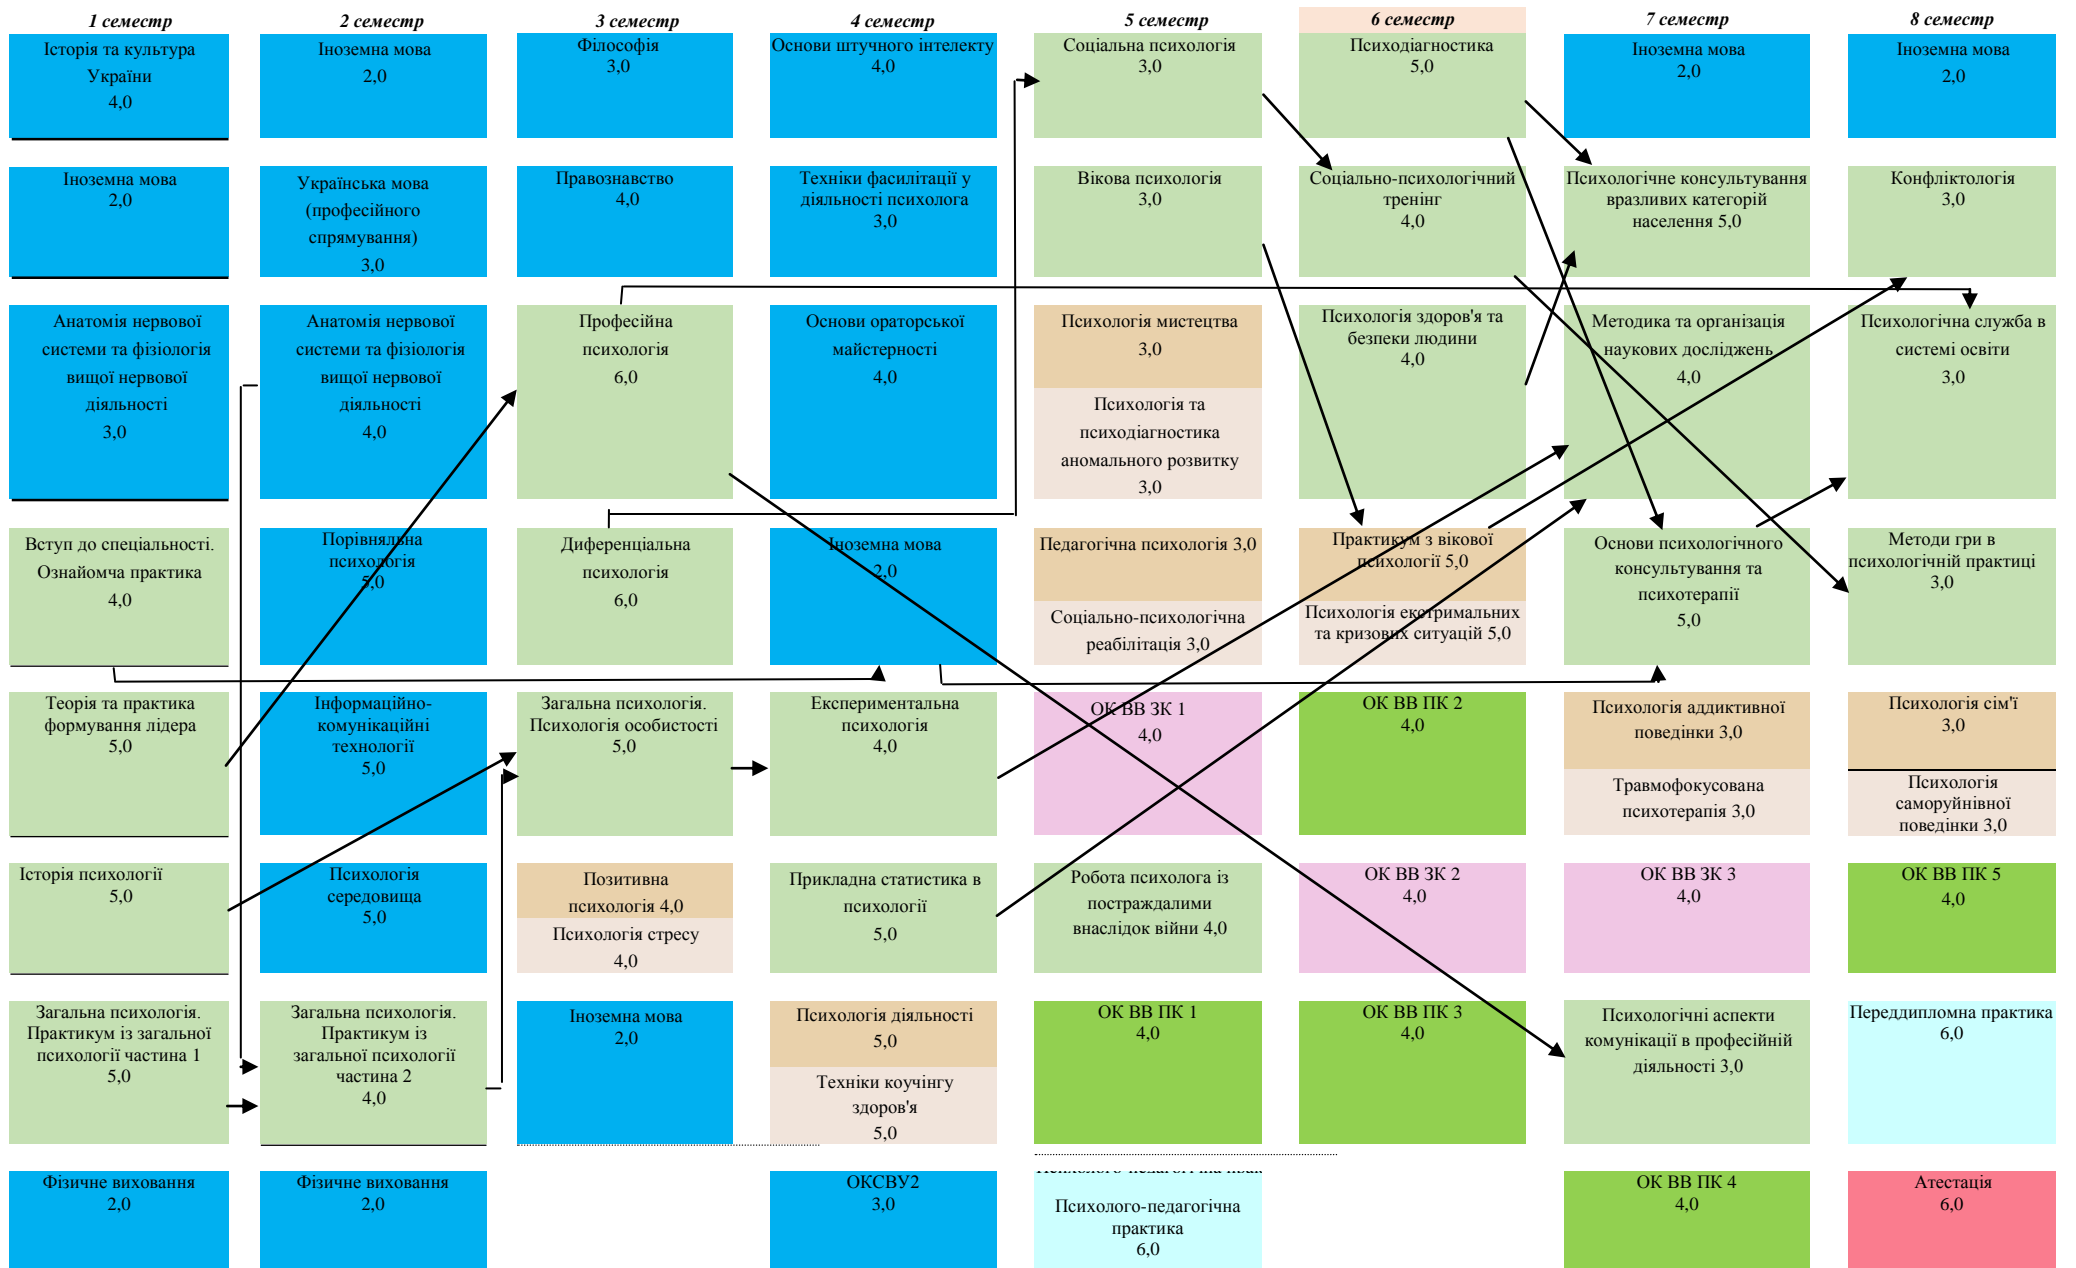 1 семестр
2 семестр
3 семестр
4 семестр
5 семестр
6 семестр
7 семестр
8 семестр
Історія та культура
України
4,0
Іноземна мова
2,0
Філософія
3,0
Основи штучного інтелекту
4,0
Соціальна психологія
3,0
Психодіагностика
5,0
Іноземна мова
2,0
Іноземна мова
2,0
Іноземна мова
2,0
Українська мова
(професійного
спрямування)
3,0
Правознавство
4,0
Техніки фасилітації у
діяльності психолога
3,0
Вікова психологія
3,0
Соціально-психологічний
тренінг
4,0
Психологічне консультування
вразливих категорій
населення 5,0
Конфліктологія
3,0
Анатомія нервової
системи та фізіологія
вищої нервової
діяльності
3,0
Анатомія нервової
системи та фізіологія
вищої нервової
діяльності
4,0
Професійна
психологія
6,0
Основи ораторської
майстерності
4,0
Психологія мистецтва
3,0
Психологія та
психодіагностика
аномального розвитку
3,0
Психологія здоров'я та
безпеки людини
4,0
Методика та організація
наукових досліджень
4,0
Психологічна служба в
системі освіти
3,0
Вступ до спеціальності.
Ознайомча практика
4,0
Порівняльна
психологія
5,0
Диференціальна
психологія
6,0
Іноземна мова
2,0
Педагогічна психологія 3,0
Соціально-психологічна
реабілітація 3,0
Практикум з вікової
психології 5,0
Психологія екстримальних
та кризових ситуацій 5,0
Основи психологічного
консультування та
психотерапії
5,0
Методи гри в
психологічній практиці
3,0
Теорія та практика
формування лідера
5,0
Інформаційно-
комунікаційні
технології
5,0
Загальна психологія.
Психологія особистості
5,0
Експериментальна
психологія
4,0
ОК ВВ ЗК 1
4,0
ОК ВВ ПК 2
4,0
Психологія аддиктивної
поведінки 3,0
Травмофокусована
психотерапія 3,0
Психологія сім'ї
3,0
Психологія
саморуйнівної
поведінки 3,0
Історія психології
5,0
Психологія
середовища
5,0
Позитивна
психологія 4,0
Психологія стресу
4,0
Прикладна статистика в
психології
5,0
Робота психолога із
постраждалими
внаслідок війни 4,0
ОК ВВ ЗК 2
4,0
ОК ВВ ЗК 3
4,0
ОК ВВ ПК 5
4,0
Загальна психологія.
Практикум із загальної
психології частина 1
5,0
Загальна психологія.
Практикум із
загальної психології
частина 2
4,0
Іноземна мова
2,0
Психологія діяльності
5,0
Техніки коучінгу
здоров'я
5,0
ОК ВВ ПК 1
4,0
ОК ВВ ПК 3
4,0
Психологічні аспекти
комунікації в професійній
діяльності 3,0
Переддипломна практика
6,0
Фізичне виховання
2,0
Фізичне виховання
2,0
ОКСВУ2
3,0
Психолого-педагогічна
практика
6,0
ОК ВВ ПК 4
4,0
Атестація
6,0